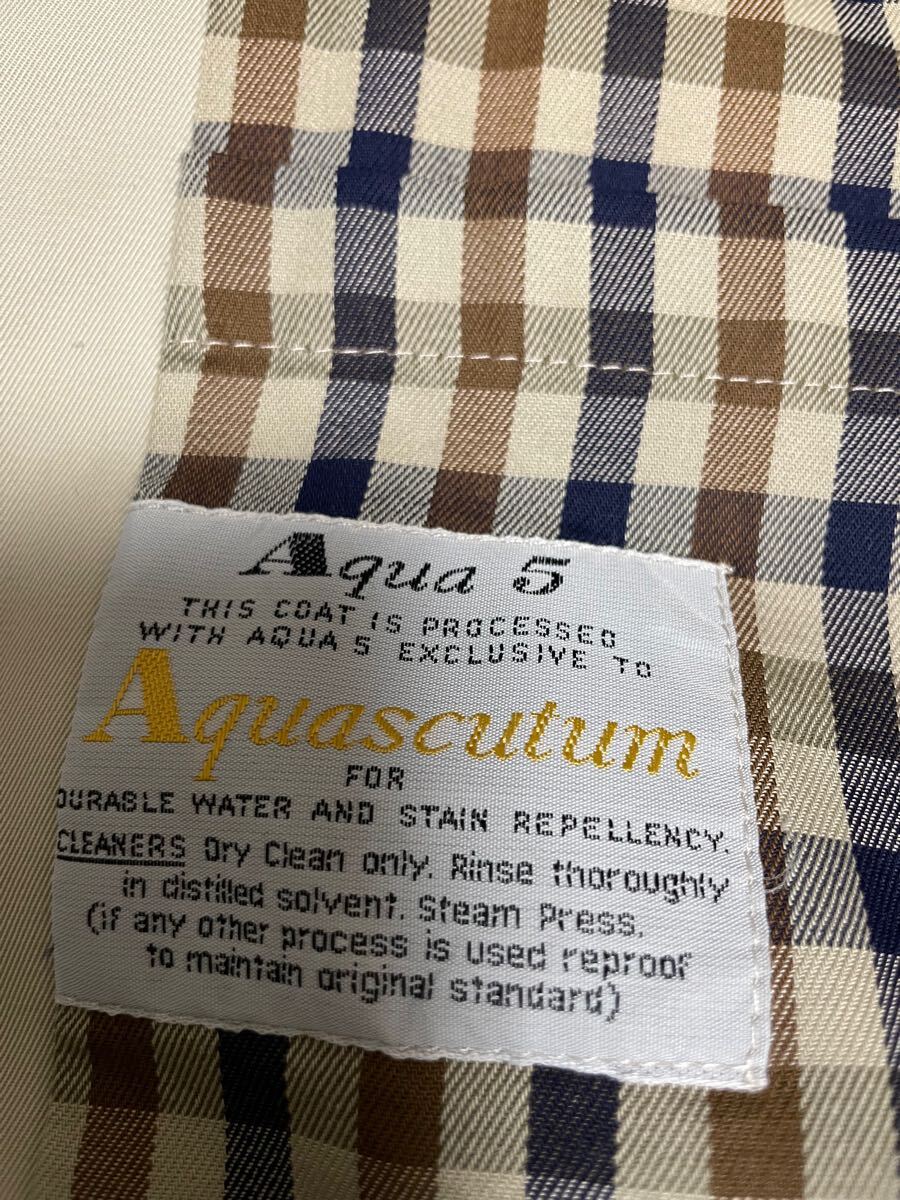 Aqua 5
THIS COAT IS PROCESSED
WITH AQUA 5 EXCLUSIVE TO
Aquascutum
FOR
DURABLE WATER AND STAIN REPELLENCY.
CLEANERS Dry Clean only. Rinse thoroughly
in distilled solvent. Steam Press.
(if any other process is used reproof
to maintain original standard)